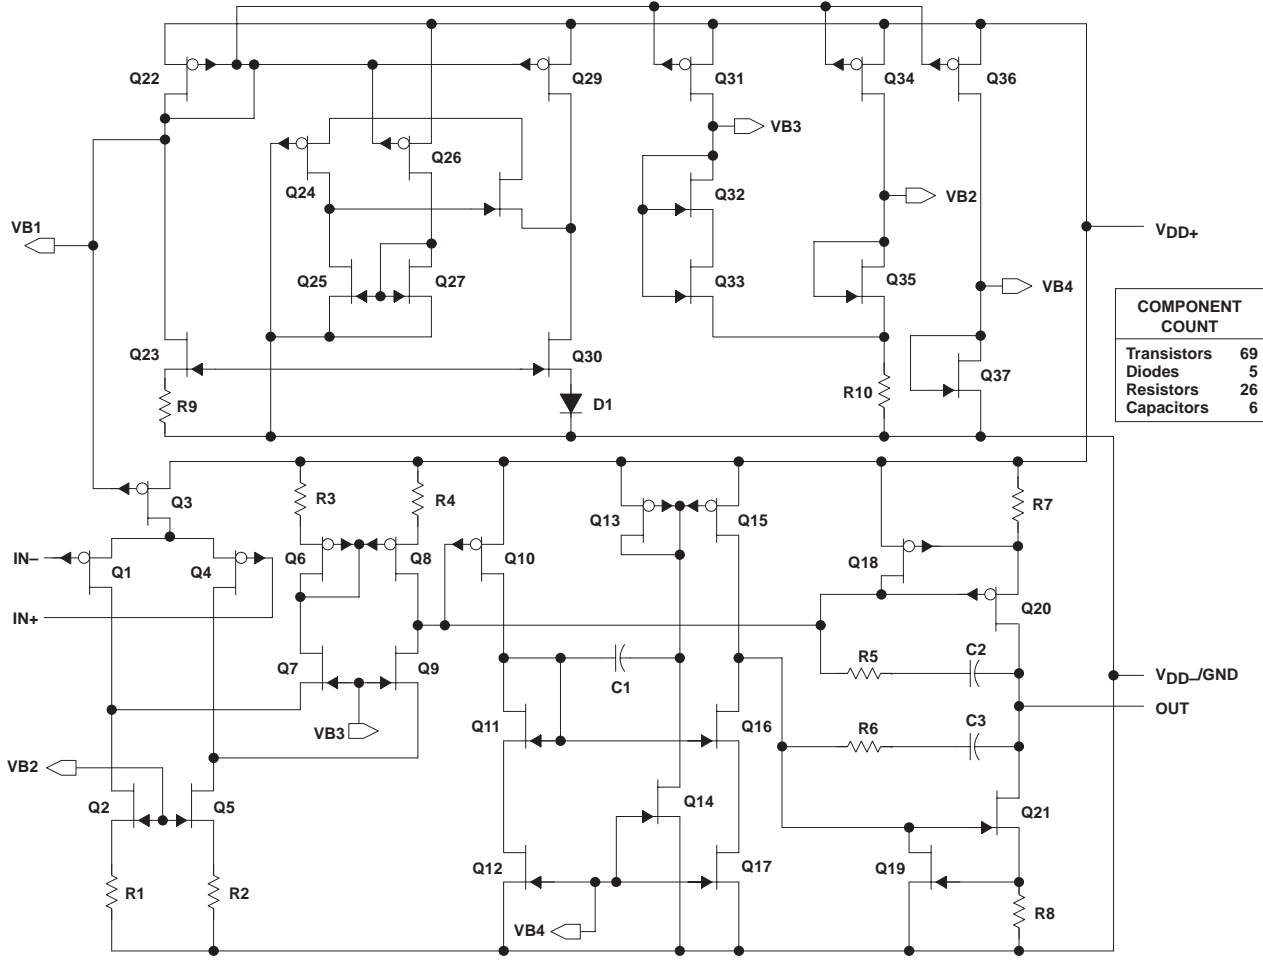 Q22
Q29
Q31
Q34
Q36
VB3
Q26
Q24
Q32
VB2
VB1
VDD+
Q25
Q27
Q33
Q35
VB4
COMPONENT
COUNT
Transistors 69
Diodes 5
Resistors 26
Capacitors 6
Q23
Q30
Q37
R9
D1
R10
Q3
R3
R4
R7
Q13
Q15
IN–
Q1
Q4
Q6
Q8
Q10
Q18
Q20
IN+
R5
C2
Q7
Q9
C1
VDD–/GND
OUT
VB3
Q11
Q16
R6
C3
VB2
Q2
Q5
Q14
Q21
Q12
Q17
Q19
R1
R2
R8
VB4